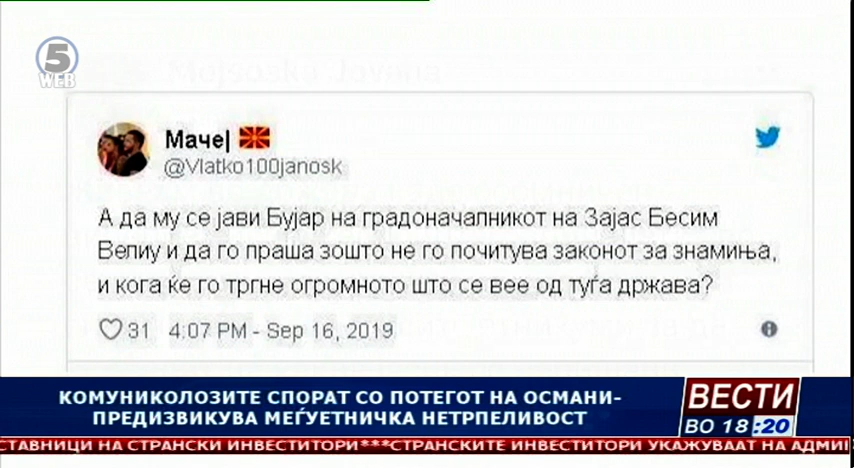 5
WEB
Mejsoska Jovana
Мачеј
@Vlatko100janosk
А да му се јави Бујар на градоначалникот на Зајас Бесим
Велиу и да го праша зошто не го почитува законот за знамиња,
и кога ќе го тргне огромното што се вее од туѓа држава?
31 4:07 PM - Sep 16, 2019
КОМУНИКОЛОЗИТЕ СПОРАТ СО ПОТЕГОТ НА ОСМАНИ-
ПРЕДИЗВИКУВА МЕЃУЕТНИЧКА НЕТРПЕЛИВОСТ
ВЕСТИ
ВО 18:20
СТАВНИЦИ НА СТРАНСКИ ИНВЕСТИТОРИ***СТРАНСКИТЕ ИНВЕСТИТОРИ УКАЖУВААТ НА АДМИ